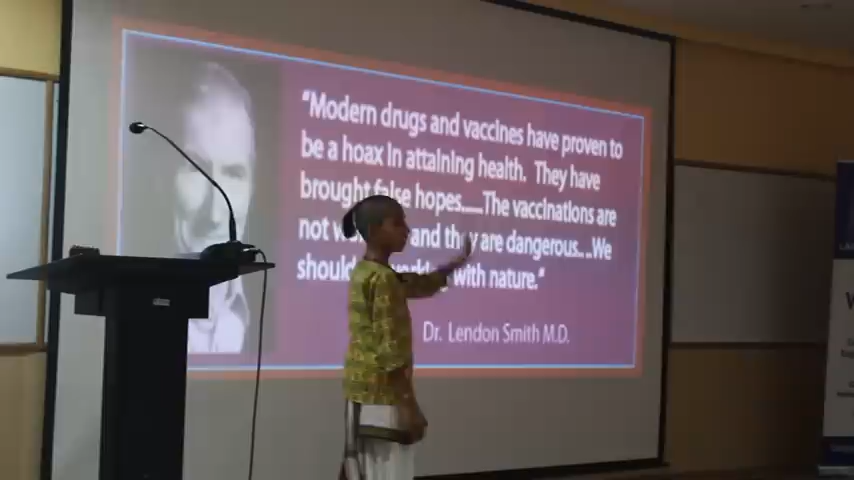 “Modern drugs and vaccines have proven to
be a hoax in attaining health. They have
brought false hopes.....The vaccinations are
not and they are dangerous....We
should with nature.“
Dr. Lendon Smith M.D.